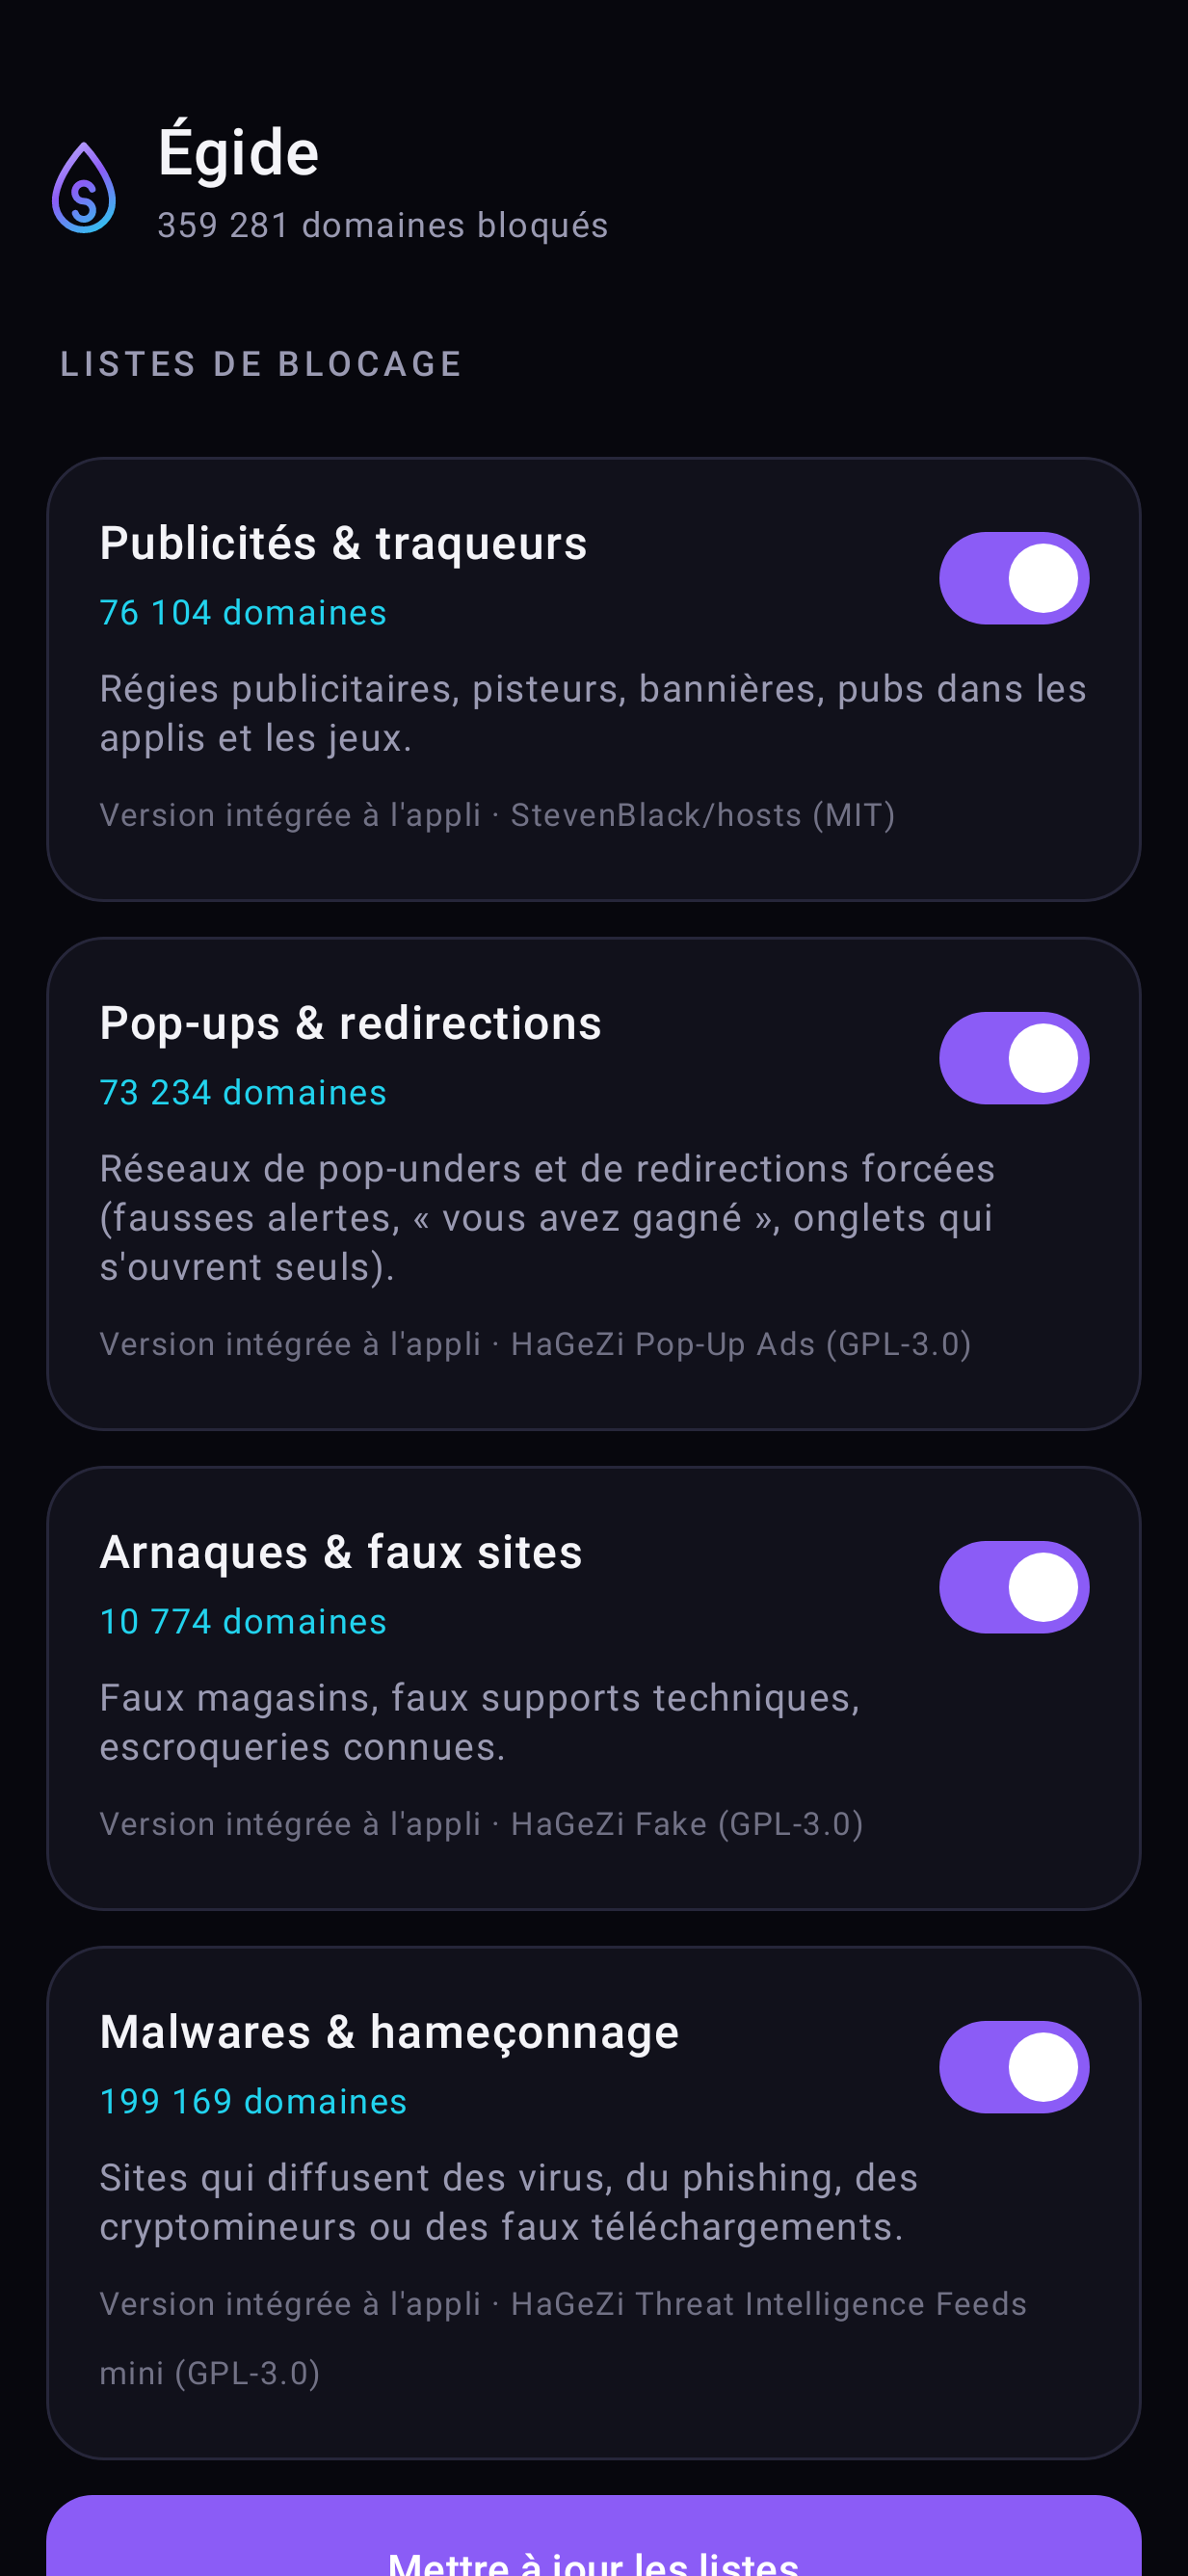 Égide
359 281 domaines bloqués
LISTES DE BLOCAGE
Publicités & traqueurs
76 104 domaines
Régies publicitaires, pisteurs, bannières, pubs dans les
applis et les jeux.
Version intégrée à l'appli · StevenBlack/hosts (MIT)
Pop-ups & redirections
73 234 domaines
Réseaux de pop-unders et de redirections forcées
(fausses alertes, « vous avez gagné », onglets qui
s'ouvrent seuls).
Version intégrée à l'appli · HaGeZi Pop-Up Ads (GPL-3.0)
Arnaques & faux sites
10 774 domaines
Faux magasins, faux supports techniques,
escroqueries connues.
Version intégrée à l'appli · HaGeZi Fake (GPL-3.0)
Malwares & hameçonnage
199 169 domaines
Sites qui diffusent des virus, du phishing, des
cryptomineurs ou des faux téléchargements.
Version intégrée à l'appli · HaGeZi Threat Intelligence Feeds
mini (GPL-3.0)
Mettre à jour les listes